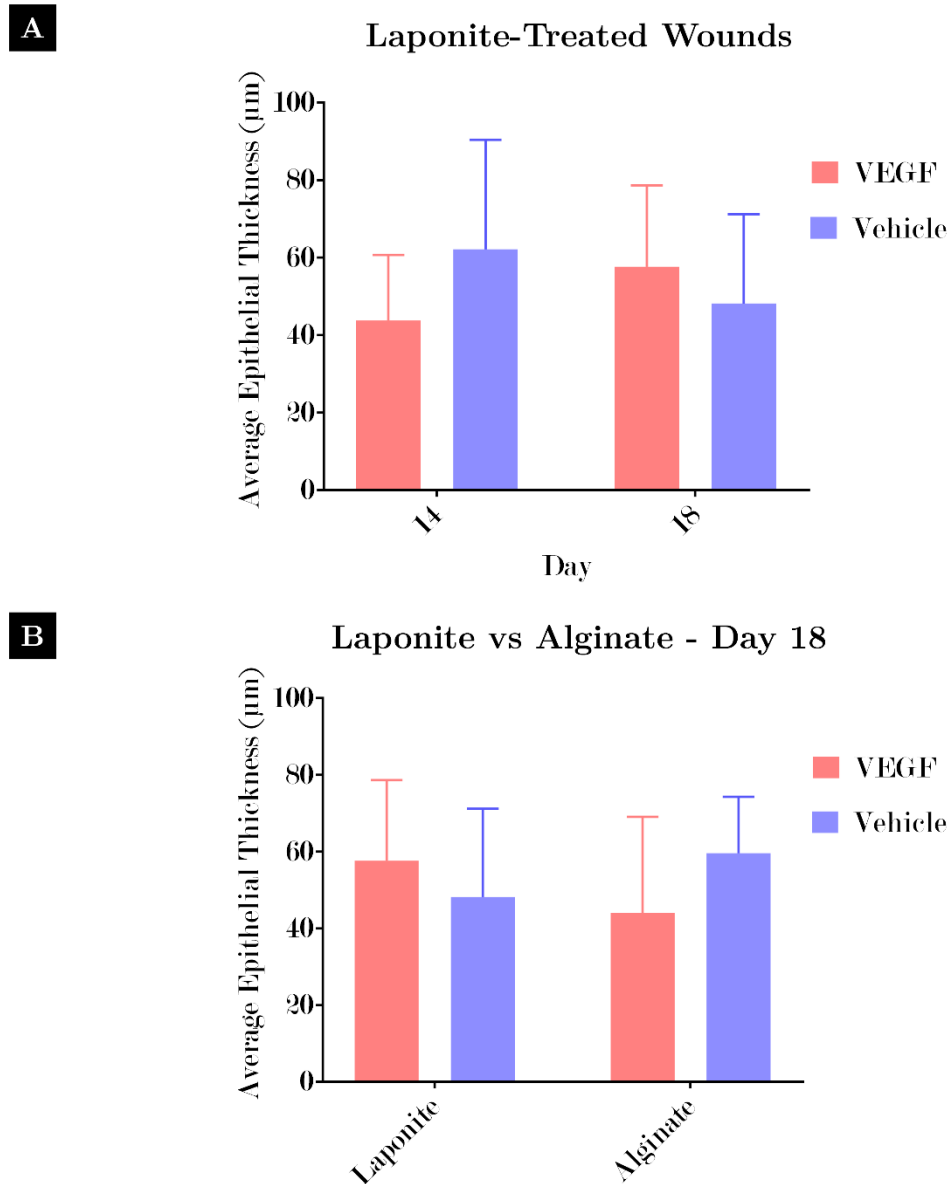 A
Laponite-Treated Wounds
Average Epithelial Thickness (µm)
100
80
60
40
20
0
14
18
Day
VEGF
Vehicle
B
Laponite vs Alginate - Day 18
Average Epithelial Thickness (µm)
100
80
60
40
20
0
Laponite
Alginate
VEGF
Vehicle